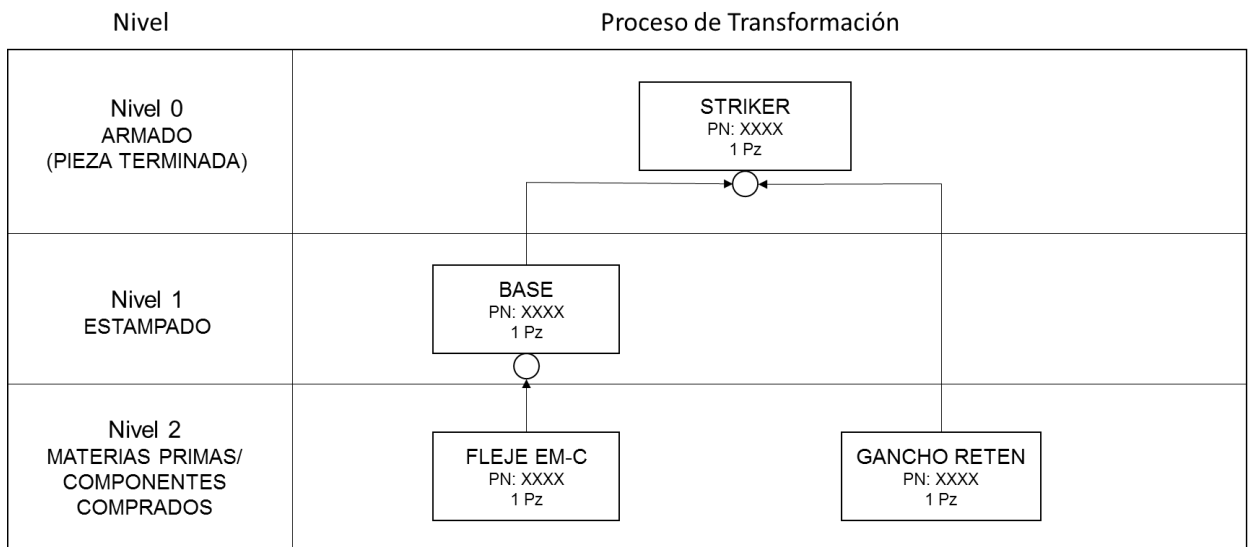 Nivel
Proceso de Transformación
Nivel 0
ARMADO
(PIEZA TERMINADA)
STRIKER
PN: XXXX
1 Pz
Nivel 1
ESTAMPADO
BASE
PN: XXXX
1 Pz
Nivel 2
MATERIAS PRIMAS/
COMPONENTES
COMPRADOS
FLEJE EM-C
PN: XXXX
1 Pz
GANCHO RETEN
PN: XXXX
1 Pz